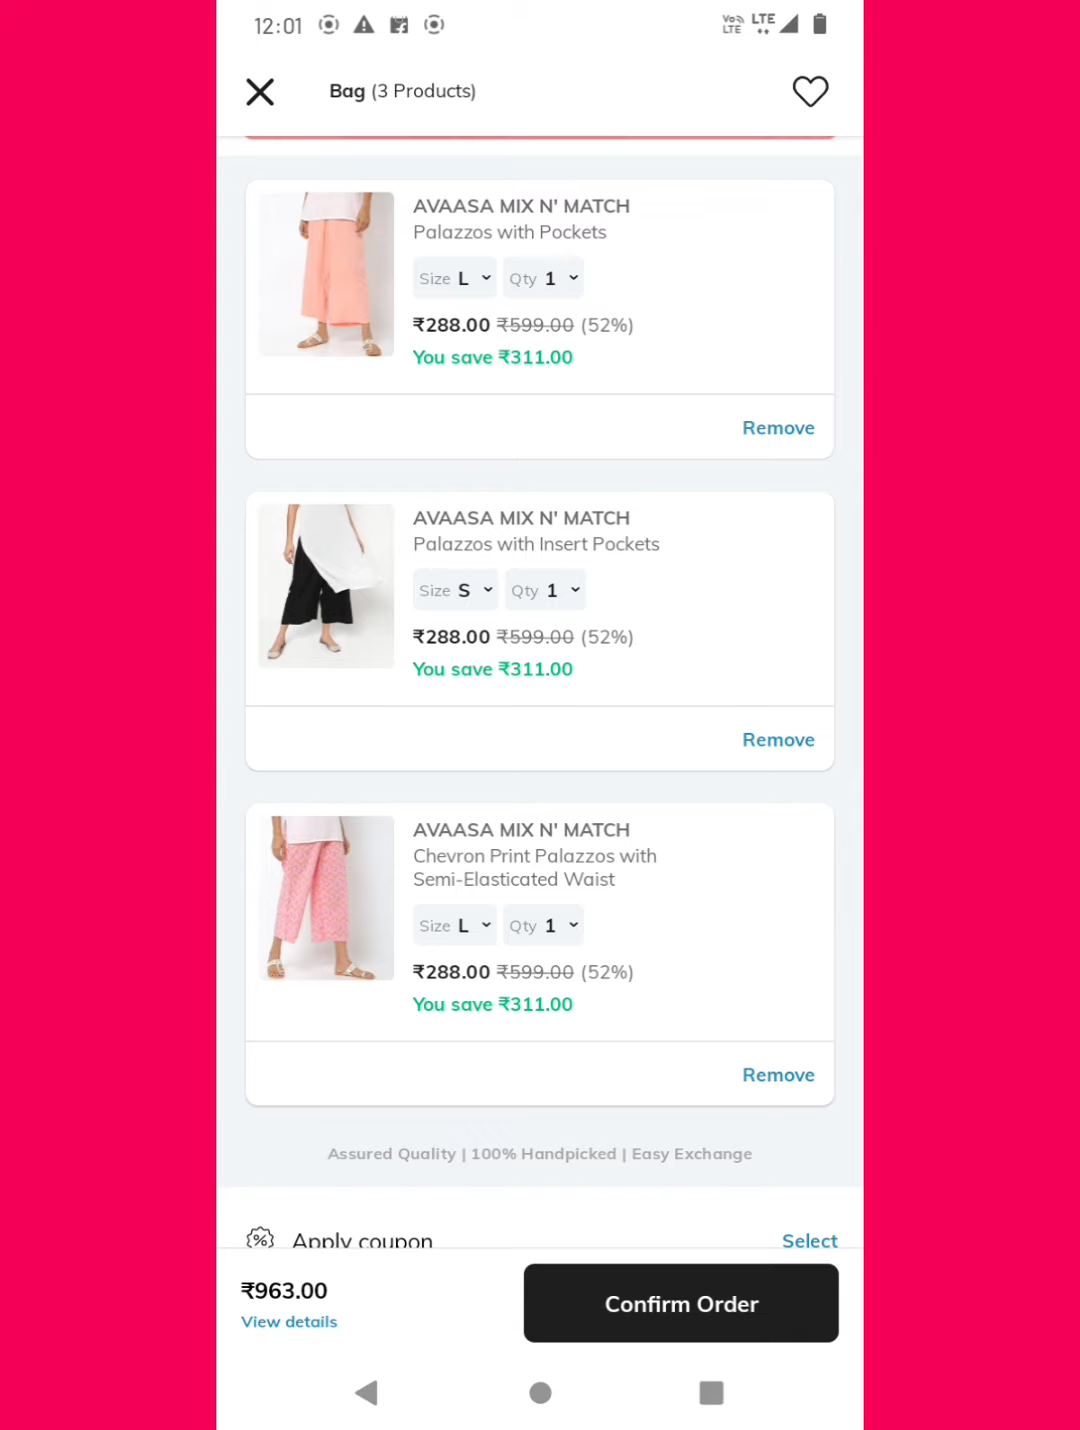 12:01
Vo)) LTE
LTE
Bag (3 Products)
AVAASA MIX N' MATCH
Palazzos with Pockets
Size L Qty 1
₹288.00 ₹599.00 (52%)
You save ₹311.00
Remove
AVAASA MIX N' MATCH
Palazzos with Insert Pockets
Size S Qty 1
₹288.00 ₹599.00 (52%)
You save ₹311.00
Remove
AVAASA MIX N' MATCH
Chevron Print Palazzos with
Semi-Elasticated Waist
Size L Qty 1
₹288.00 ₹599.00 (52%)
You save ₹311.00
Remove
Assured Quality | 100% Handpicked | Easy Exchange
% Apply coupon Select
₹963.00
View details
Confirm Order